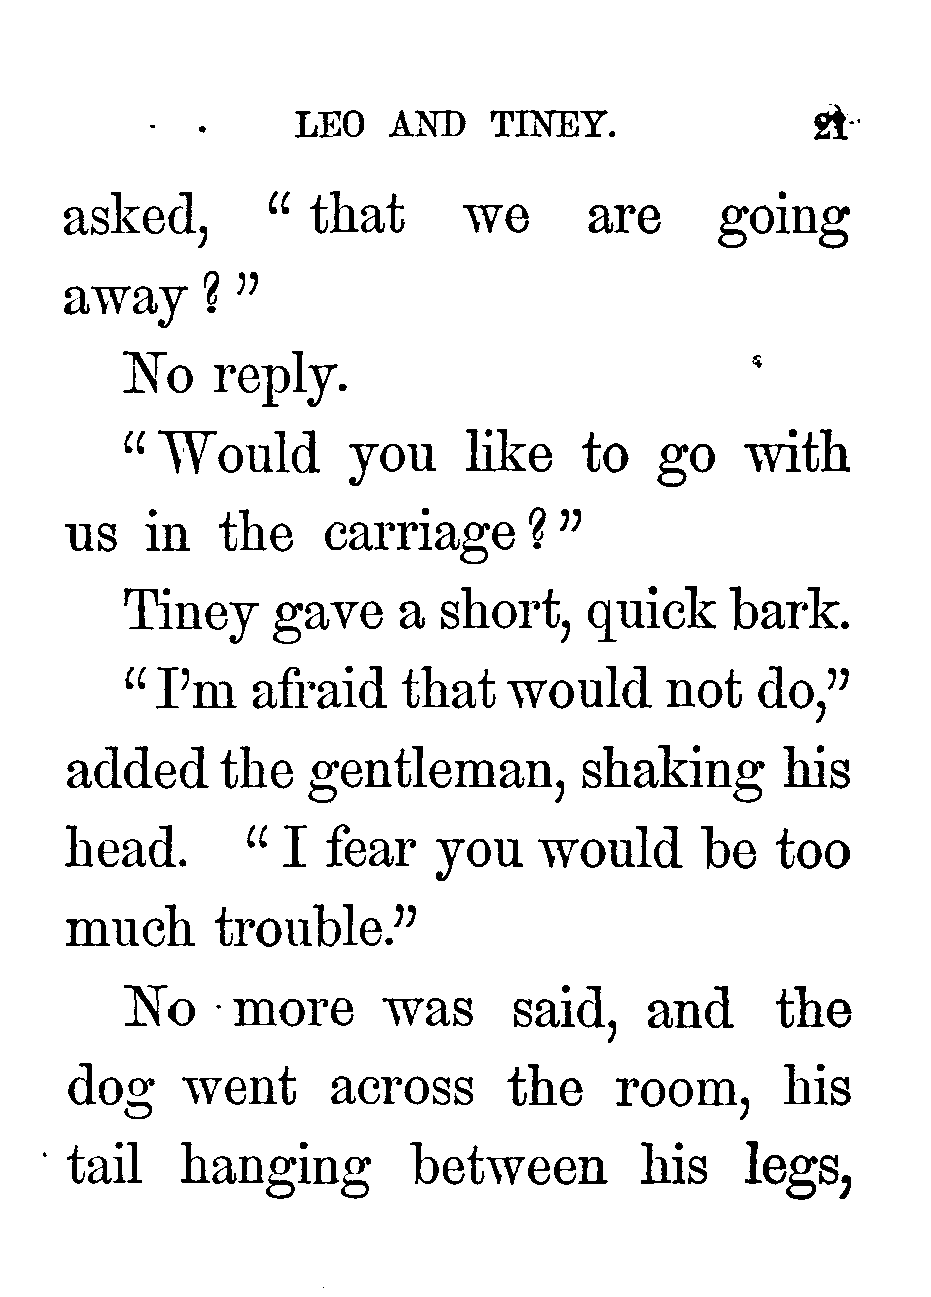 LEO AND TINEY. 21
asked, “ that we are going
away ? ”
No reply.
“ Would you like to go with
us in the carriage ? ”
Tiney gave a short, quick bark.
“ I’m afraid that would not do,”
added the gentleman, shaking his
head. “ I fear you would be too
much trouble.”
No more was said, and the
dog went across the room, his
tail hanging between his legs,